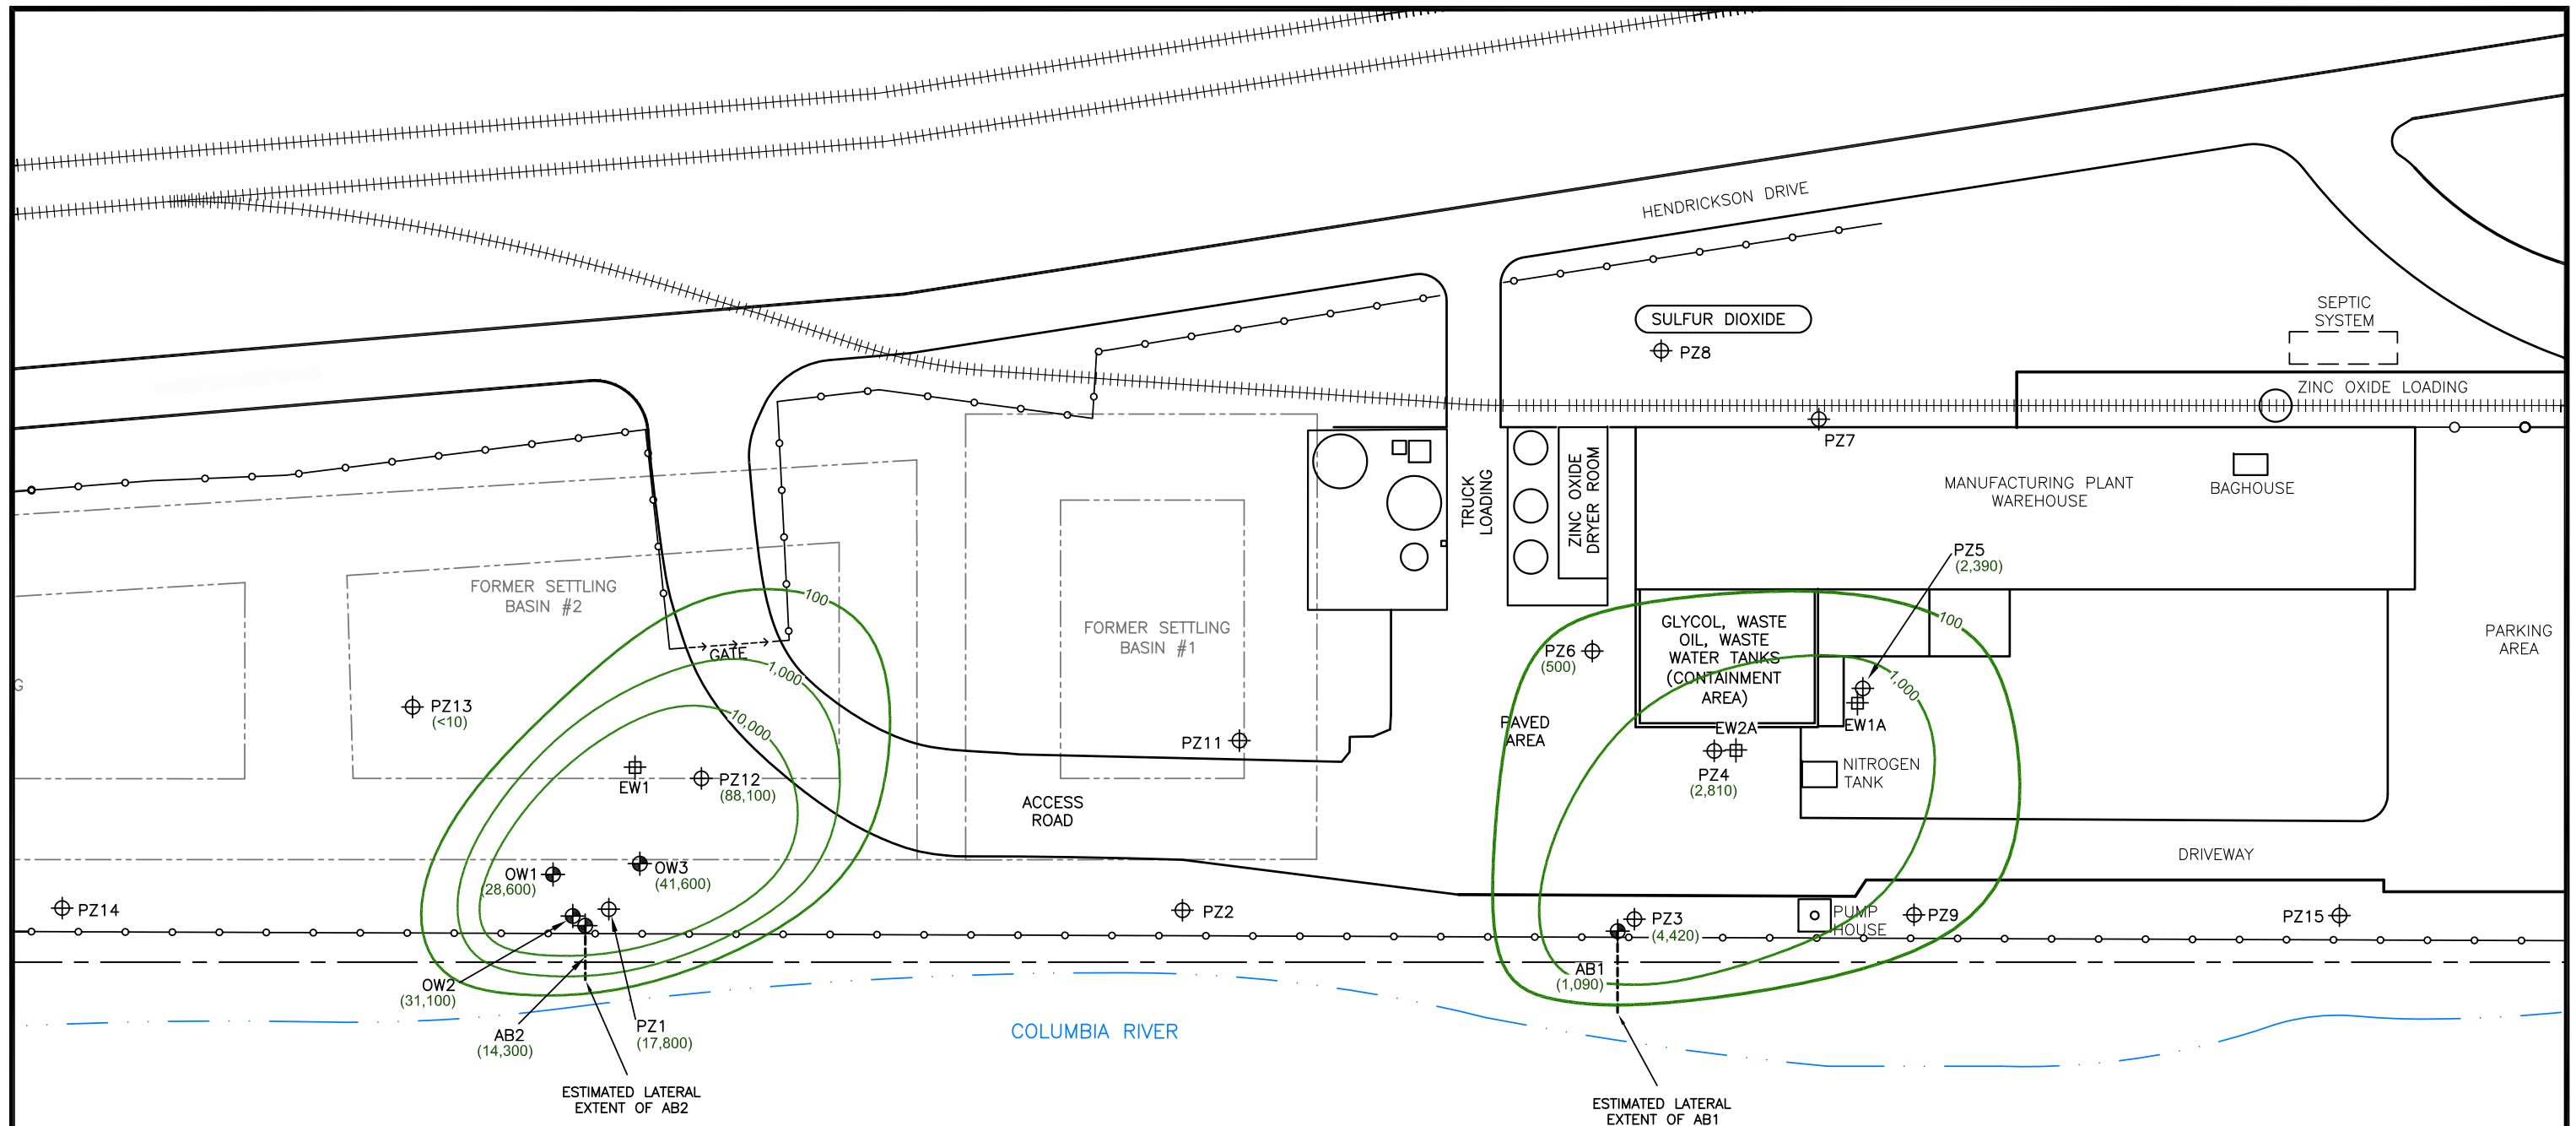 HENDRICKSON DRIVE
SEPTIC
SYSTEM
SULFUR DIOXIDE
PZ8
ZINC OXIDE LOADING
PZ7
TRUCK
LOADING
ZINC OXIDE
DRYER ROOM
MANUFACTURING PLANT
WAREHOUSE
BAGHOUSE
PZ5
(2,390)
FORMER SETTLING
BASIN #2
100
GATE
1,000
10,000
FORMER SETTLING
BASIN #1
PZ6
(500)
GLYCOL, WASTE
OIL, WASTE
WATER TANKS
(CONTAINMENT
AREA)
100
1,000
PARKING
AREA
G
PZ13
(<10)
PZ11
PAVED
AREA
EW2A
EW1A
EW1
PZ12
(88,100)
PZ4
(2,810)
NITROGEN
TANK
ACCESS
ROAD
DRIVEWAY
OW1
(28,600)
OW3
(41,600)
PZ14
PZ2
PZ3
(4,420)
PUMP
HOUSE
PZ9
PZ15
OW2
(31,100)
AB1
(1,090)
AB2
(14,300)
PZ1
(17,800)
COLUMBIA RIVER
ESTIMATED LATERAL
EXTENT OF AB2
ESTIMATED LATERAL
EXTENT OF AB1